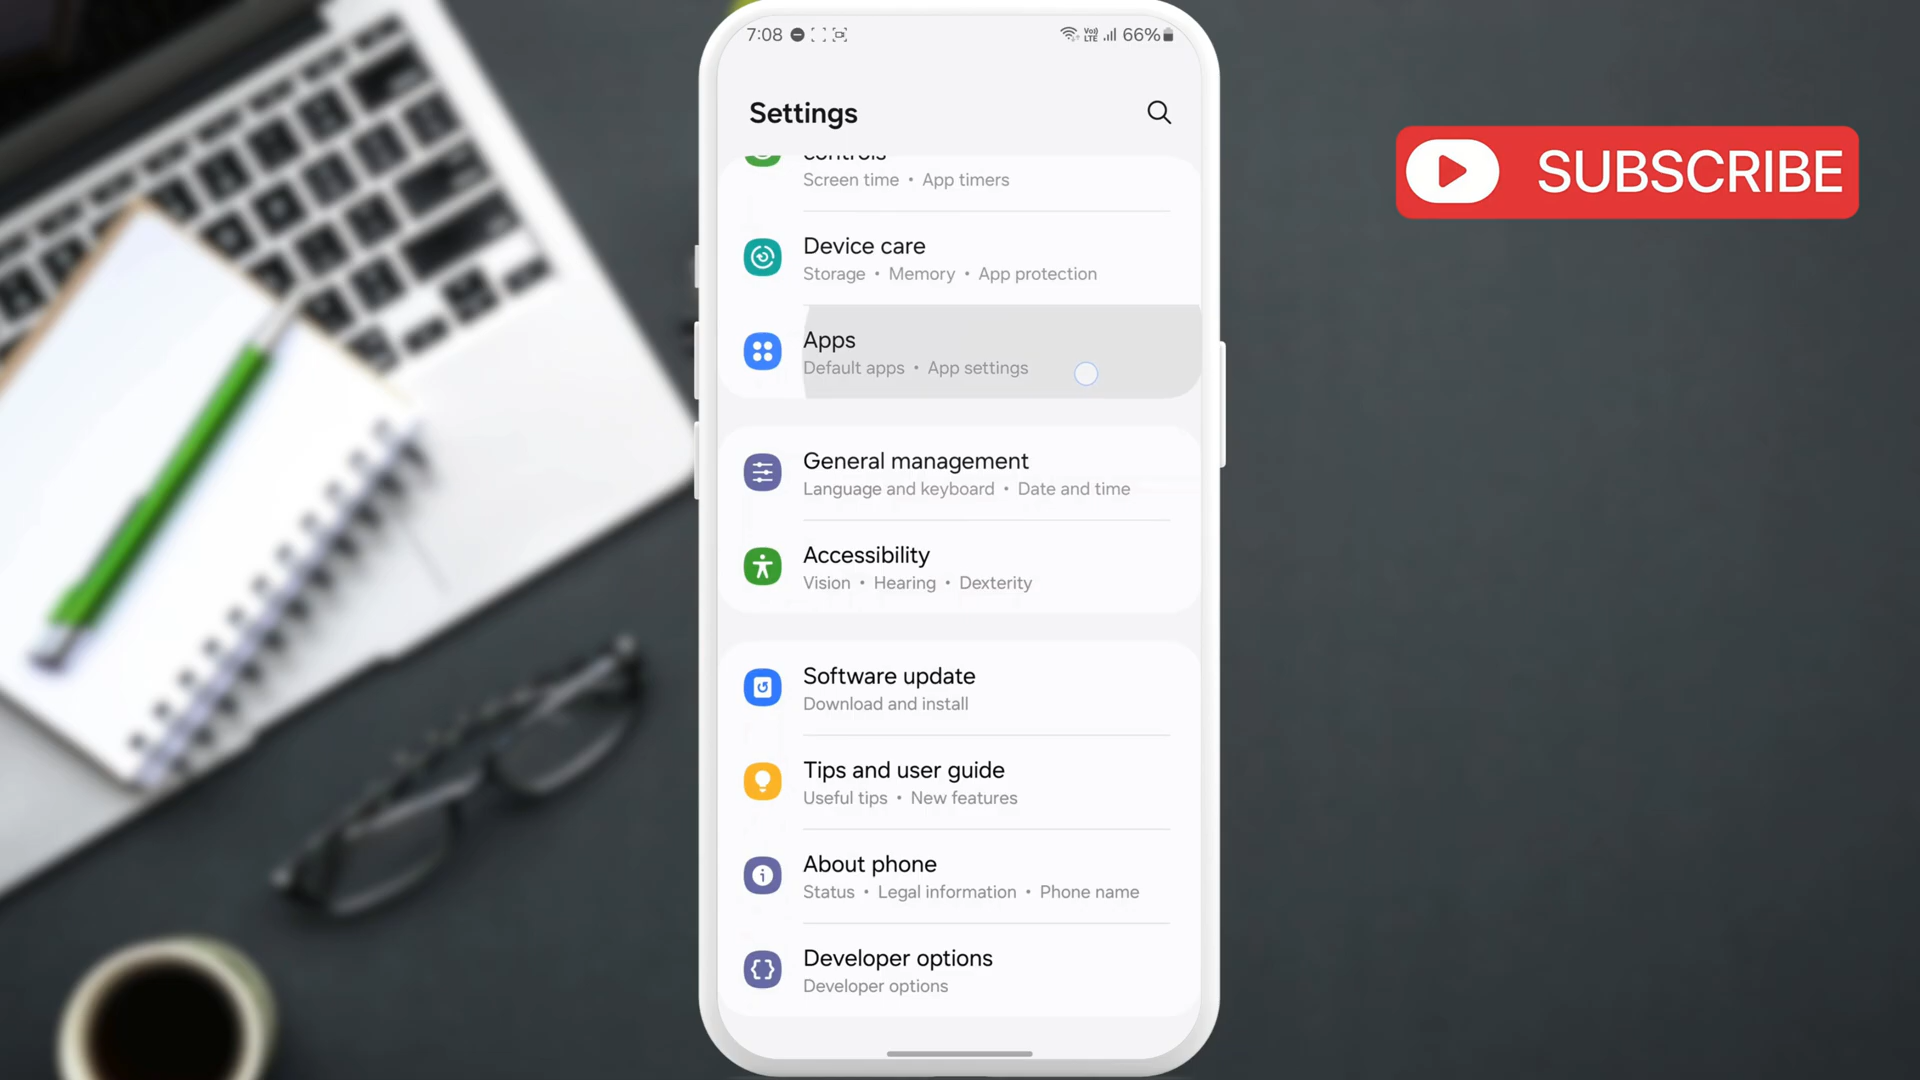 7:08
Vo)
LTE
66%
Settings
controls
Screen time • App timers
Device care
Storage • Memory • App protection
Apps
Default apps • App settings
General management
Language and keyboard • Date and time
Accessibility
Vision • Hearing • Dexterity
Software update
Download and install
Tips and user guide
Useful tips • New features
About phone
Status • Legal information • Phone name
Developer options
Developer options
SUBSCRIBE